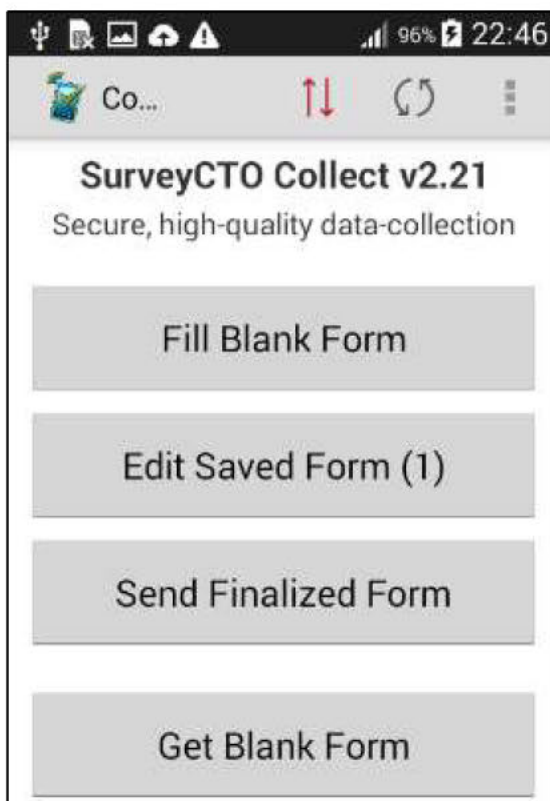 96% 22:46
Co...
SurveyCTO Collect v2.21
Secure, high-quality data-collection
Fill Blank Form
Edit Saved Form (1)
Send Finalized Form
Get Blank Form